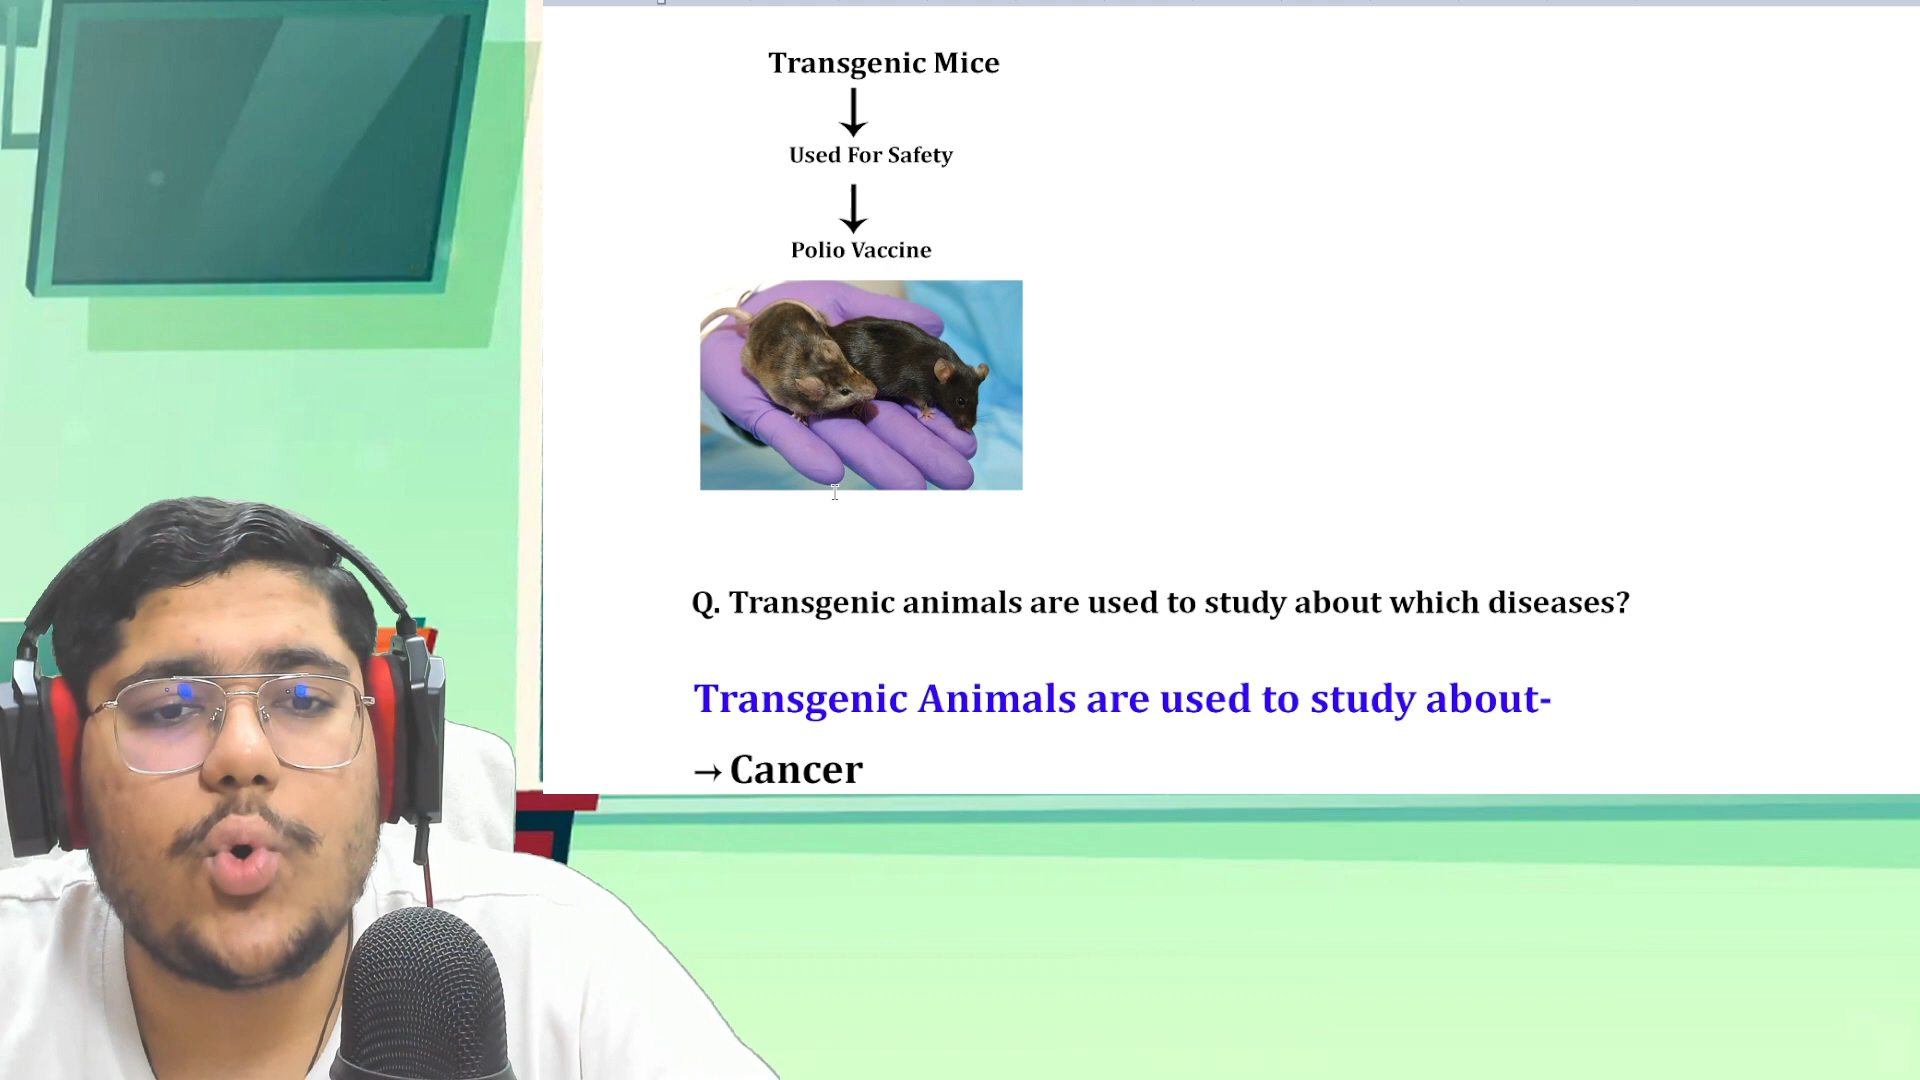 Transgenic Mice
Used For Safety
Polio Vaccine
Q. Transgenic animals are used to study about which diseases?
Transgenic Animals are used to study about-
→ Cancer